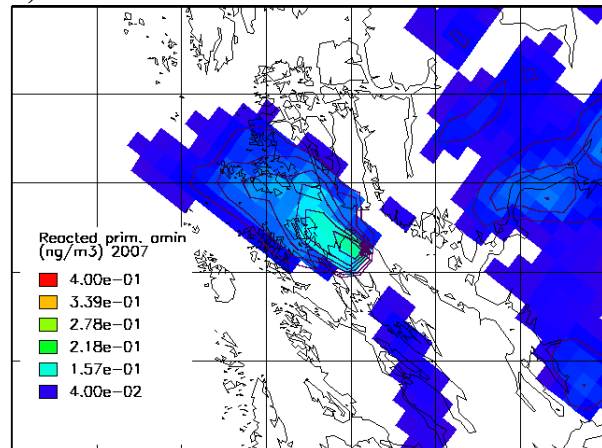 Reacted prim. amin
(ng/m3) 2007
4.00e-01
3.39e-01
2.78e-01
2.18e-01
1.57e-01
4.00e-02